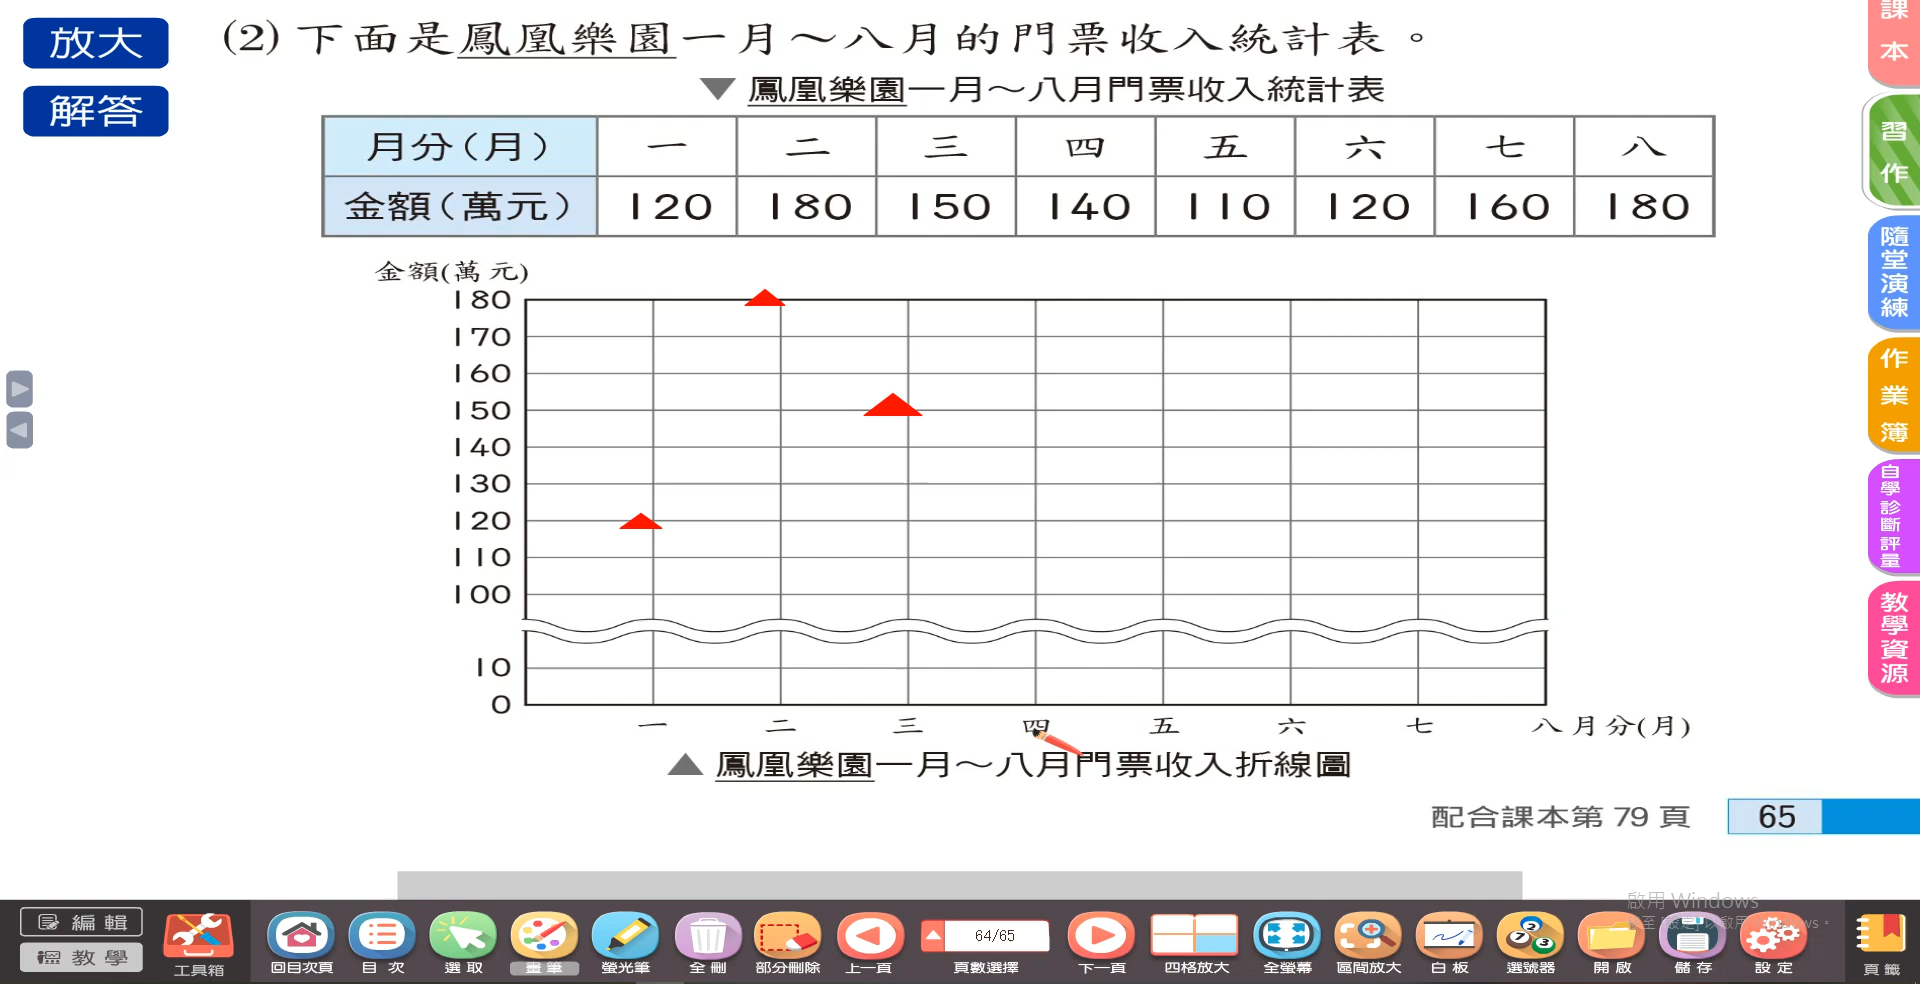 放大
解答
(2) 下面是鳳凰樂園一月～八月的門票收入統計表。
▼ 鳳凰樂園一月～八月門票收入統計表
月分(月) 一 二 三 四 五 六 七 八
金額(萬元) 120 180 150 140 110 120 160 180
金額(萬元)
180
170
160
150
140
130
120
110
100
10
0
一 二 三 四 五 六 七 八 月分(月)
▲ 鳳凰樂園一月～八月門票收入折線圖
配合課本第 79 頁 65
課本
習作
隨堂演練
作業簿
自學診斷評量
教學資源
啟用 Windows
編輯
教學
工具箱
回目次頁
目次
選取
畫筆
螢光筆
全刪
部分刪除
上一頁
64/65
頁數選擇
下一頁
四格放大
全螢幕
區間放大
白板
2
7
3
選號器
開啟
儲存
設定
頁籤